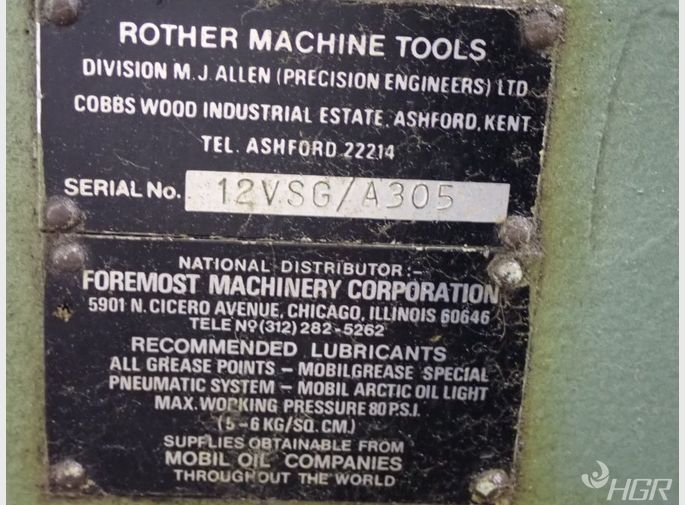 ROTHER MACHINE TOOLS
DIVISION M.J. ALLEN (PRECISION ENGINEERS) LTD
COBBS WOOD INDUSTRIAL ESTATE, ASHFORD, KENT
TEL. ASHFORD 22214
SERIAL No. 12VSG/A305
NATIONAL DISTRIBUTOR:-
FOREMOST MACHINERY CORPORATION
5901 N. CICERO AVENUE, CHICAGO, ILLINOIS 60646
TELE Nº (312) 282-5262
RECOMMENDED LUBRICANTS
ALL GREASE POINTS - MOBILGREASE SPECIAL
PNEUMATIC SYSTEM - MOBIL ARCTIC OIL LIGHT
MAX. WORKING PRESSURE 80 P.S.I.
(5-6 KG/SQ. CM.)
SUPPLIES OBTAINABLE FROM
MOBIL OIL COMPANIES
THROUGHOUT THE WORLD
HGR